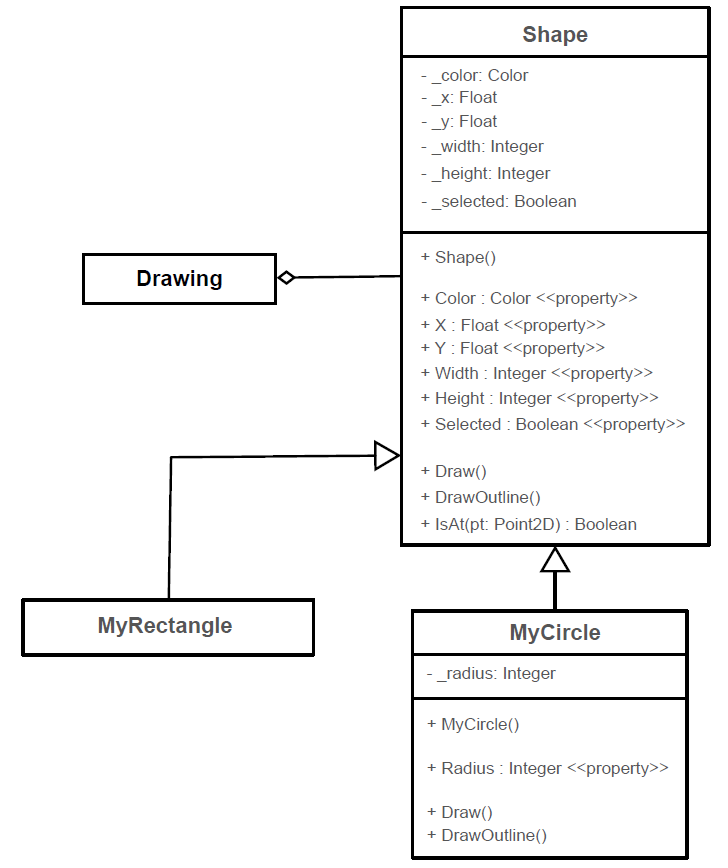 Shape
- _color: Color
- _x: Float
- _y: Float
- _width: Integer
- _height: Integer
- _selected: Boolean
+ Shape()
+ Color : Color <<property>>
+ X : Float <<property>>
+ Y : Float <<property>>
+ Width : Integer <<property>>
+ Height : Integer <<property>>
+ Selected : Boolean <<property>>
+ Draw()
+ DrawOutline()
+ IsAt(pt: Point2D) : Boolean
Drawing
MyRectangle
MyCircle
- _radius: Integer
+ MyCircle()
+ Radius : Integer <<property>>
+ Draw()
+ DrawOutline()